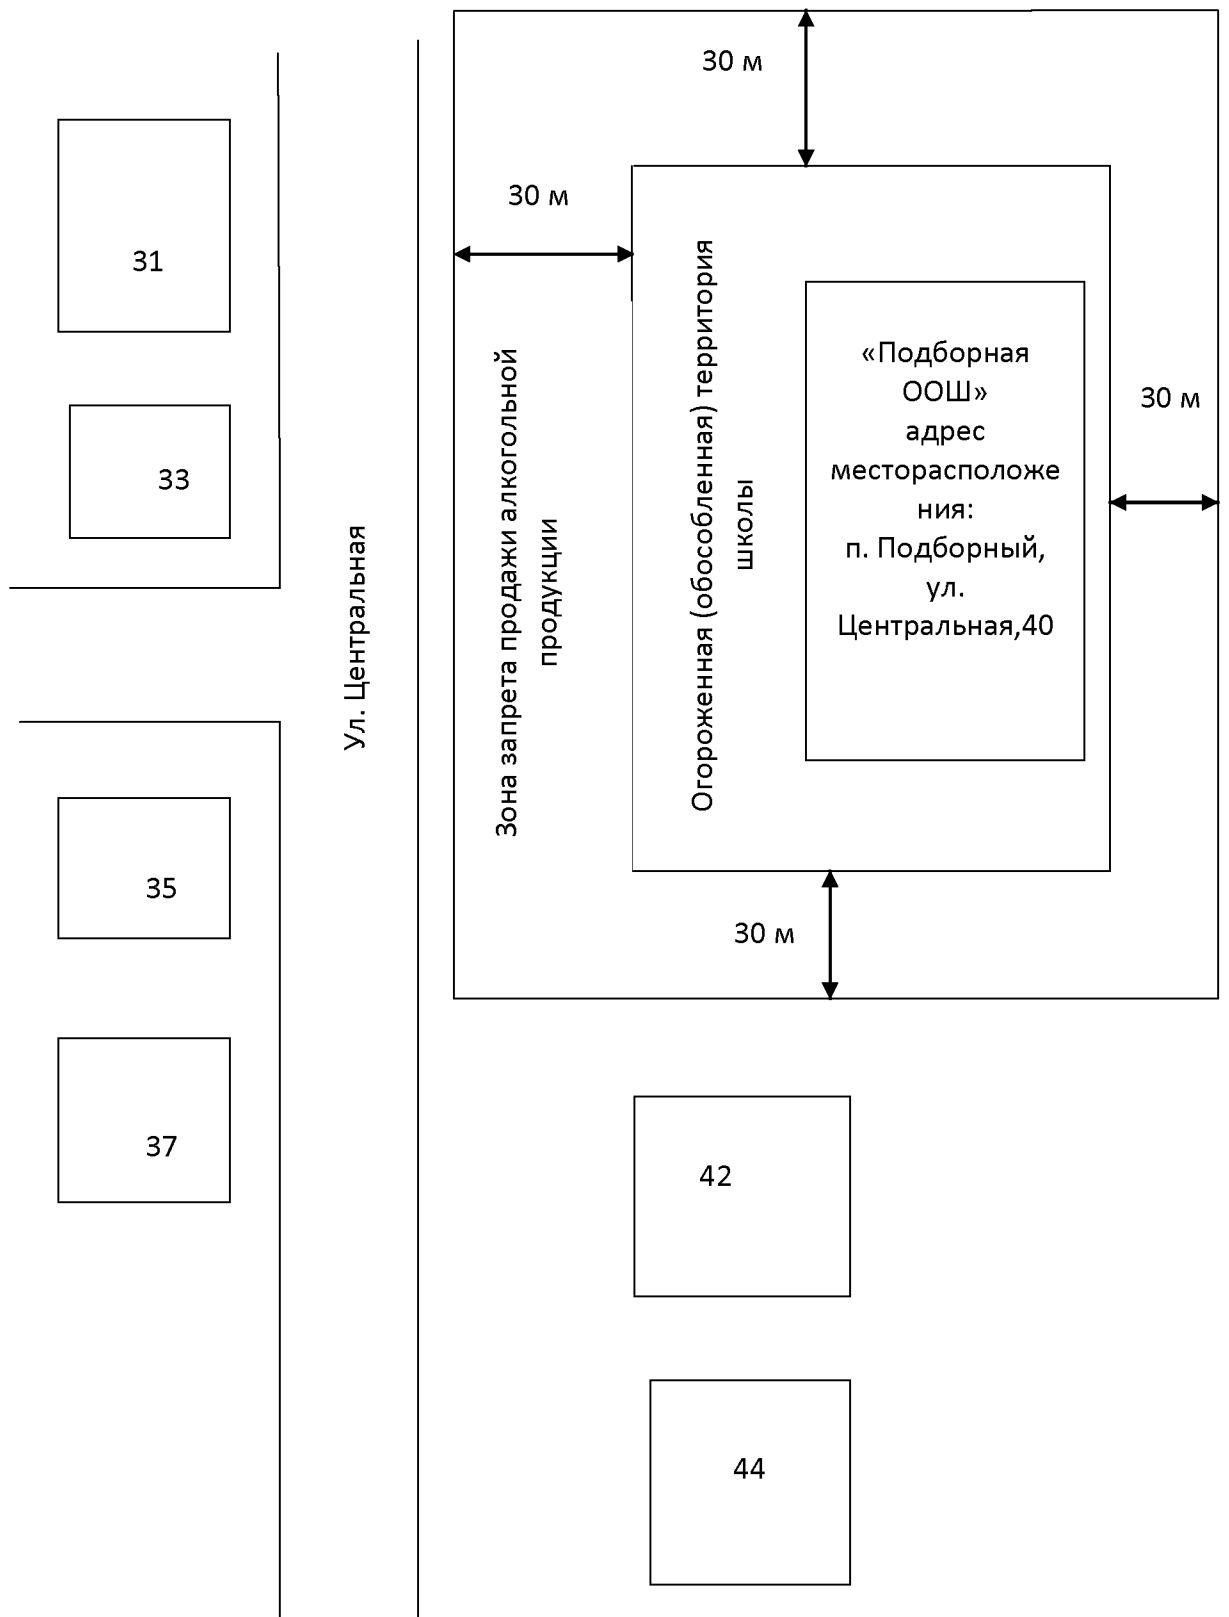 30 м
30 м
31
«Подборная
ООШ»
адрес
месторасположе
ния:
п. Подборный,
ул.
Центральная,40
30 м
33
Ул. Центральная
Зона запрета продажи алкогольной
продукции
Огороженная (обособленная) территория
школы
35
30 м
37
42
44